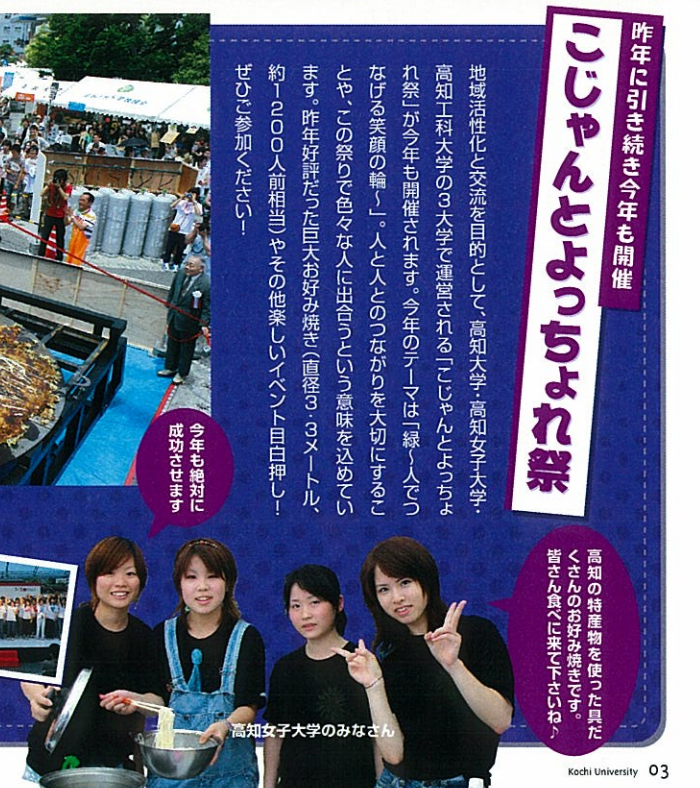 昨年に引き続き今年も開催
こじゃんとよっちょれ祭
地域活性化と交流を目的として、高知大学・高知女子大学・
高知工科大学の3大学で運営される「こじゃんとよっちょ
れ祭」が今年も開催されます。今年のテーマは「緑〜人でつ
なげる笑顔の輪〜」。人と人とのつながりを大切にするこ
とや、この祭りで色々な人に出合うという意味を込めてい
ます。昨年好評だった巨大お好み焼き(直径3・3メートル、
約1200人前相当)やその他楽しいイベント目白押し!
ぜひご参加ください!
今年も絶対に
成功させます
高知の特産物を使った具だ
くさんのお好み焼きです。
皆さん食べに来て下さいね♪
高知女子大学のみなさん
Kochi University 03